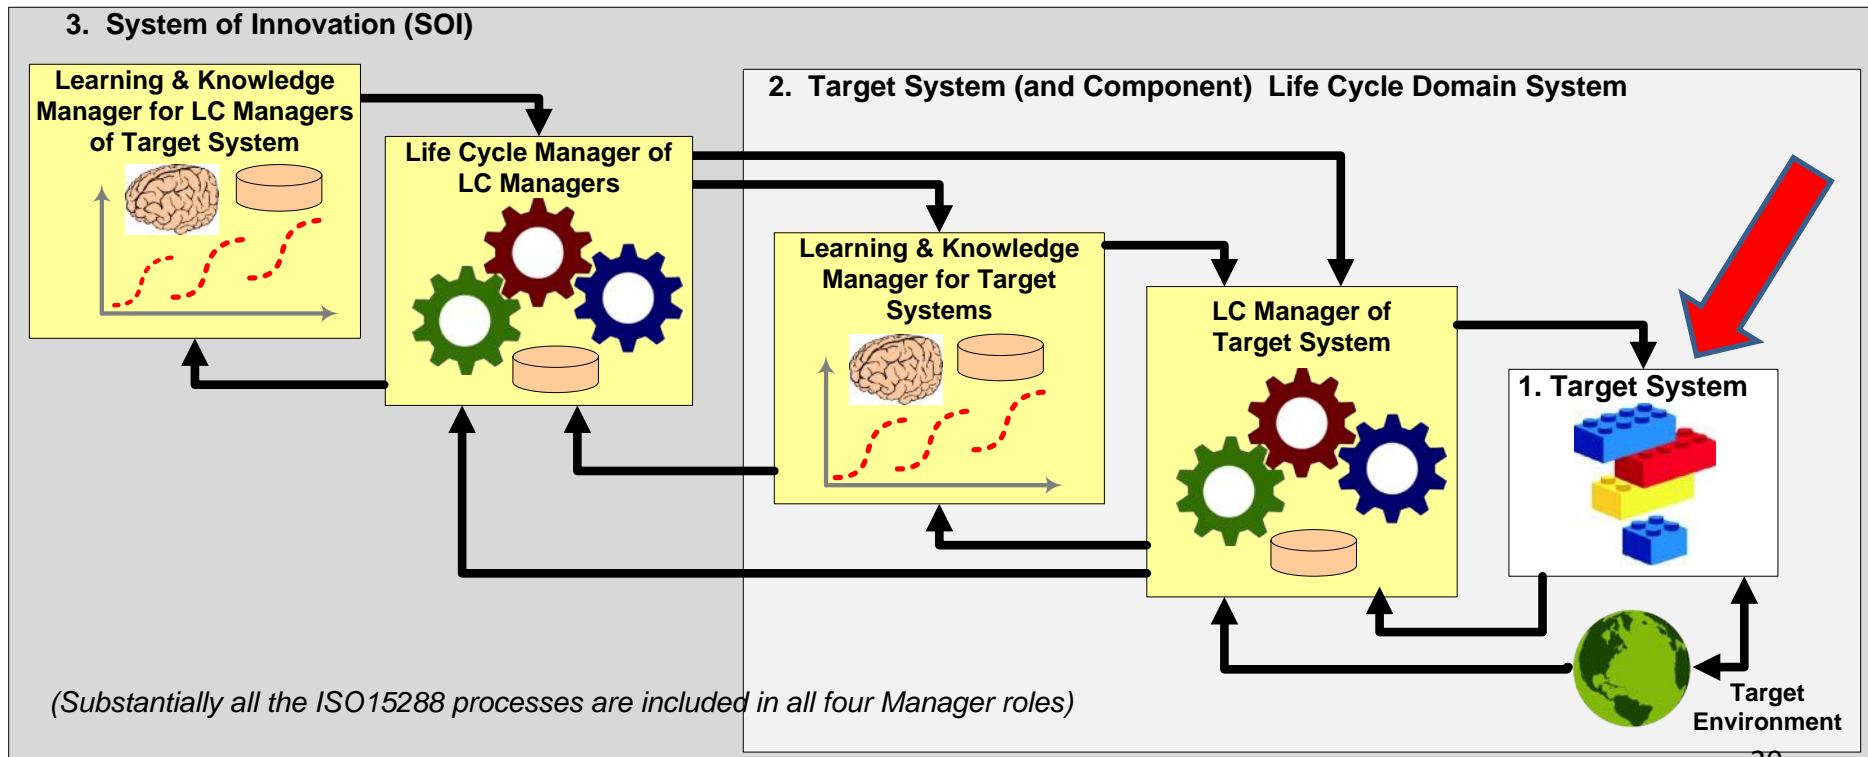 3.  System of Innovation (SOI)
Learning & Knowledge
Manager for LC Managers
of Target System
2.  Target System (and Component)  Life Cycle Domain System
Life Cycle Manager of
LC Managers
Learning & Knowledge
Manager for Target
Systems
LC Manager of
Target System
1. Target System
(Substantially all the ISO15288 processes are included in all four Manager roles)
Target
Environment